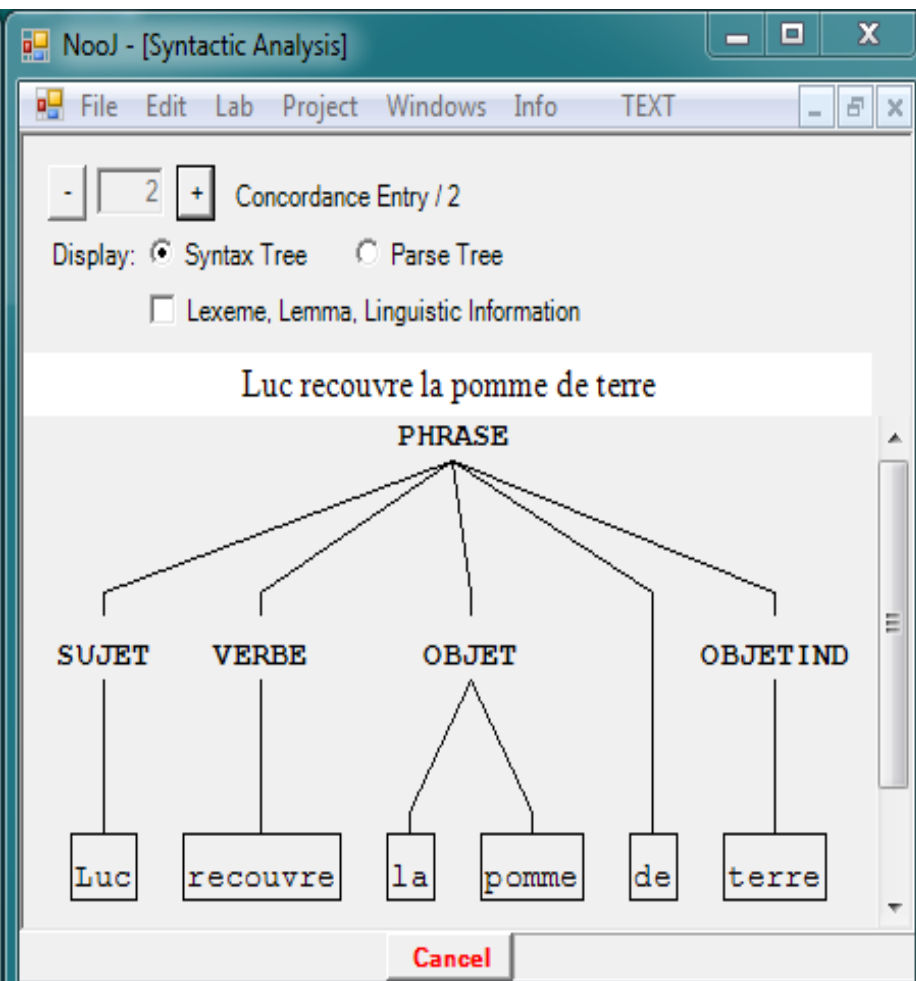 NooJ - [Syntactic Analysis]
File Edit Lab Project Windows Info TEXT
- 2 + Concordance Entry / 2
Display: Syntax Tree Parse Tree
Lexeme, Lemma, Linguistic Information
Luc recouvre la pomme de terre
PHRASE
SUJET VERBE OBJET OBJETIND
Luc recouvre la pomme de terre
Cancel